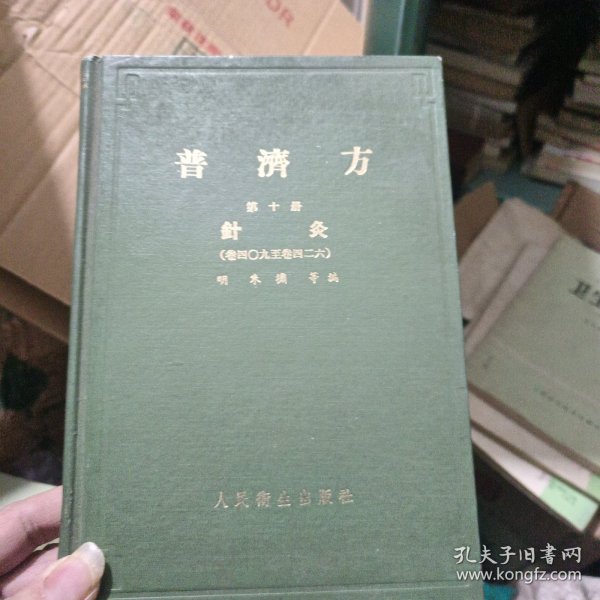 普濟方
第十册
針灸
(卷四〇九至卷四二六)
明 朱橚 等編
人民衛生出版社
卫生
孔夫子旧书网
www.kongfz.com